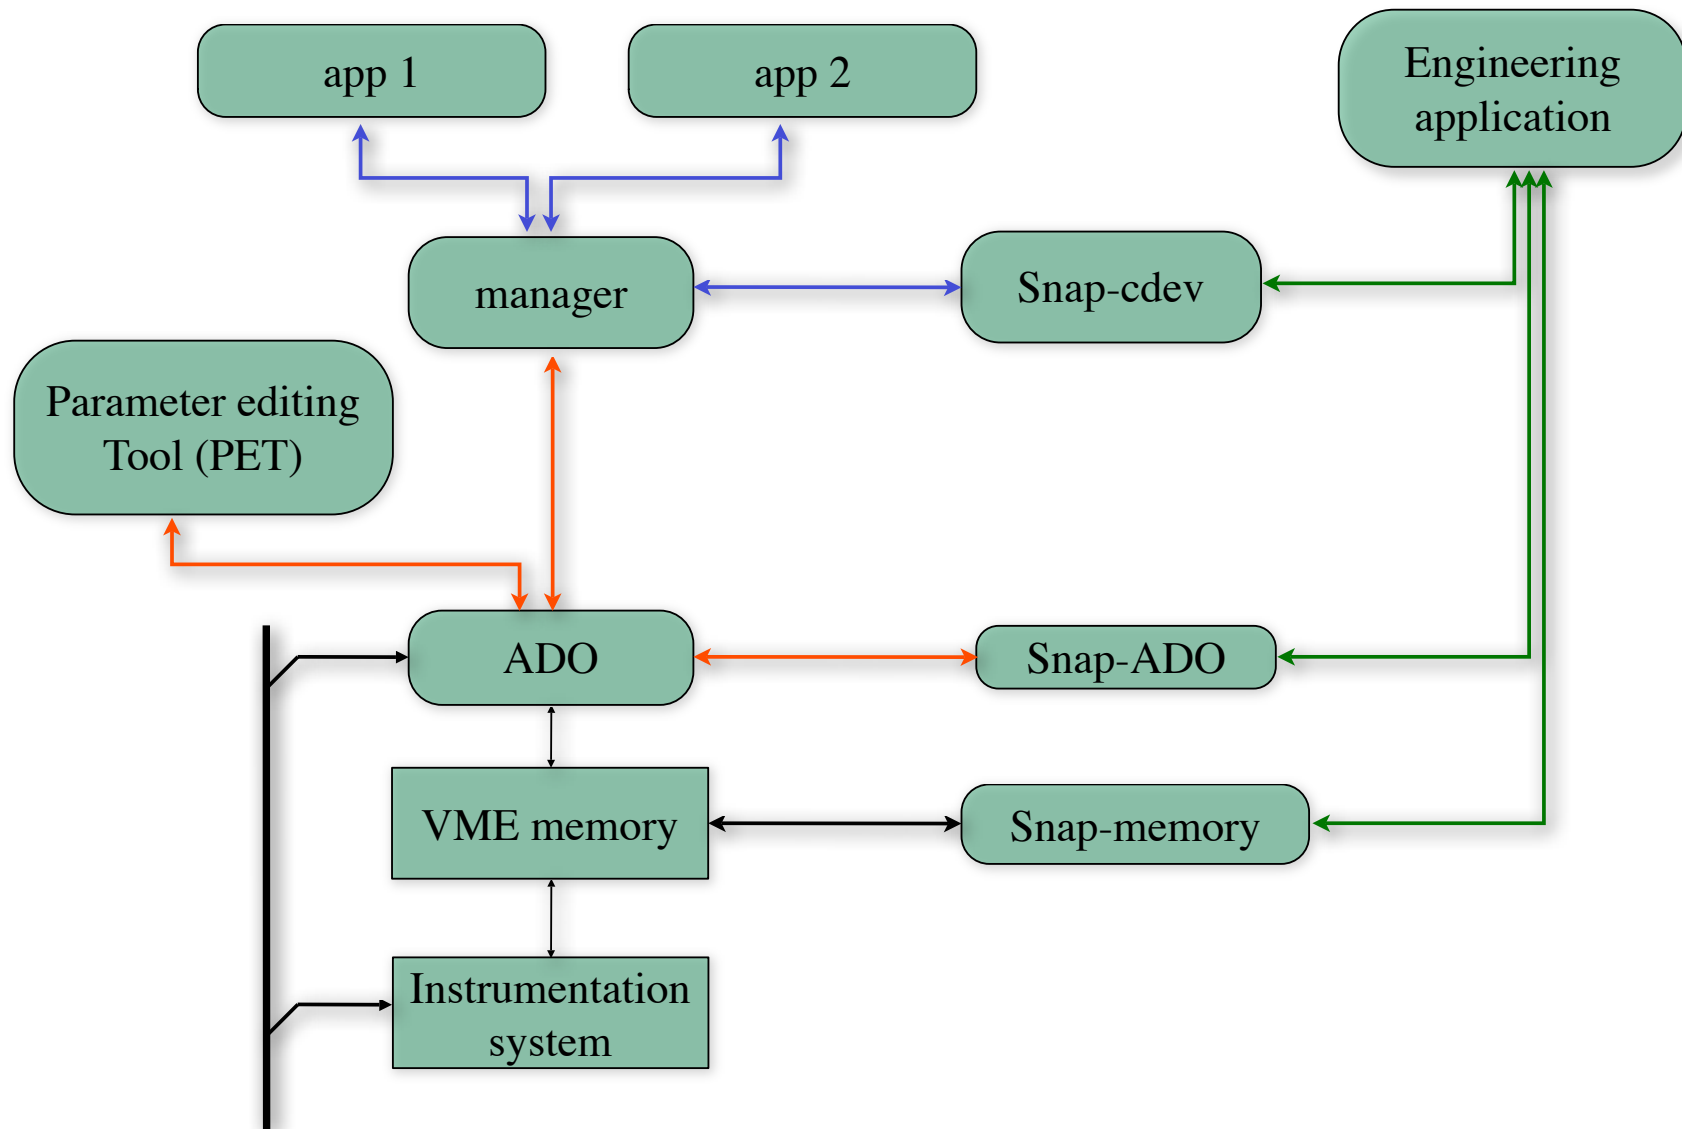 app 1
app 2
Engineering
application
manager
Snap-cdev
Parameter editing
Tool (PET)
ADO
Snap-ADO
VME memory
Snap-memory
Instrumentation
system